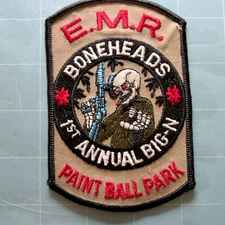 E.M.R.
BONEHEADS
1ST ANNUAL BIG-N
PAINT BALL PARK